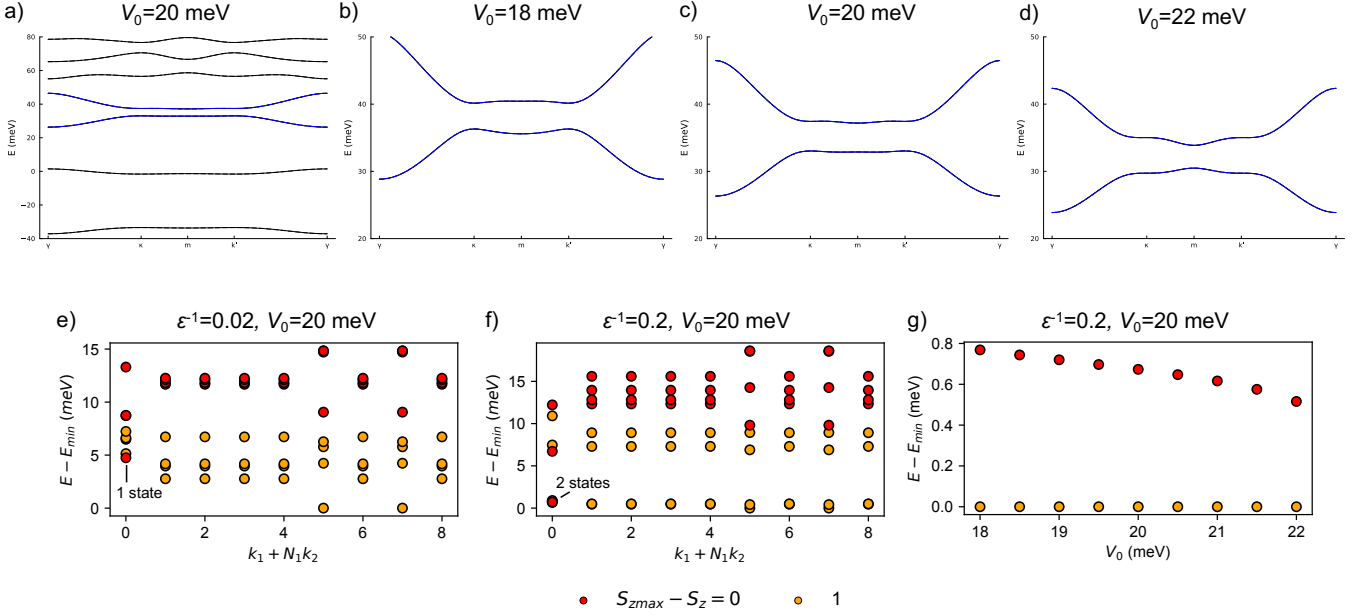 a)
V₀=20 meV
80
60
40
20
0
−20
−40
E (meV)
γ
κ
m
k'
γ
b)
V₀=18 meV
50
40
30
20
E (meV)
γ
κ
m
k'
γ
c)
V₀=20 meV
50
40
30
20
E (meV)
γ
κ
m
k'
γ
d)
V₀=22 meV
50
40
30
20
E (meV)
γ
κ
m
k'
γ
e)
ε⁻¹=0.02, V₀=20 meV
15
10
5
0
E − E_min (meV)
1 state
0 2 4 6 8
k₁ + N₁k₂
f)
ε⁻¹=0.2, V₀=20 meV
15
10
5
0
E − E_min (meV)
2 states
0 2 4 6 8
k₁ + N₁k₂
g)
ε⁻¹=0.2, V₀=20 meV
0.8
0.6
0.4
0.2
0.0
E − E_min (meV)
18 19 20 21 22
V₀ (meV)
S_zmax − S_z = 0 1